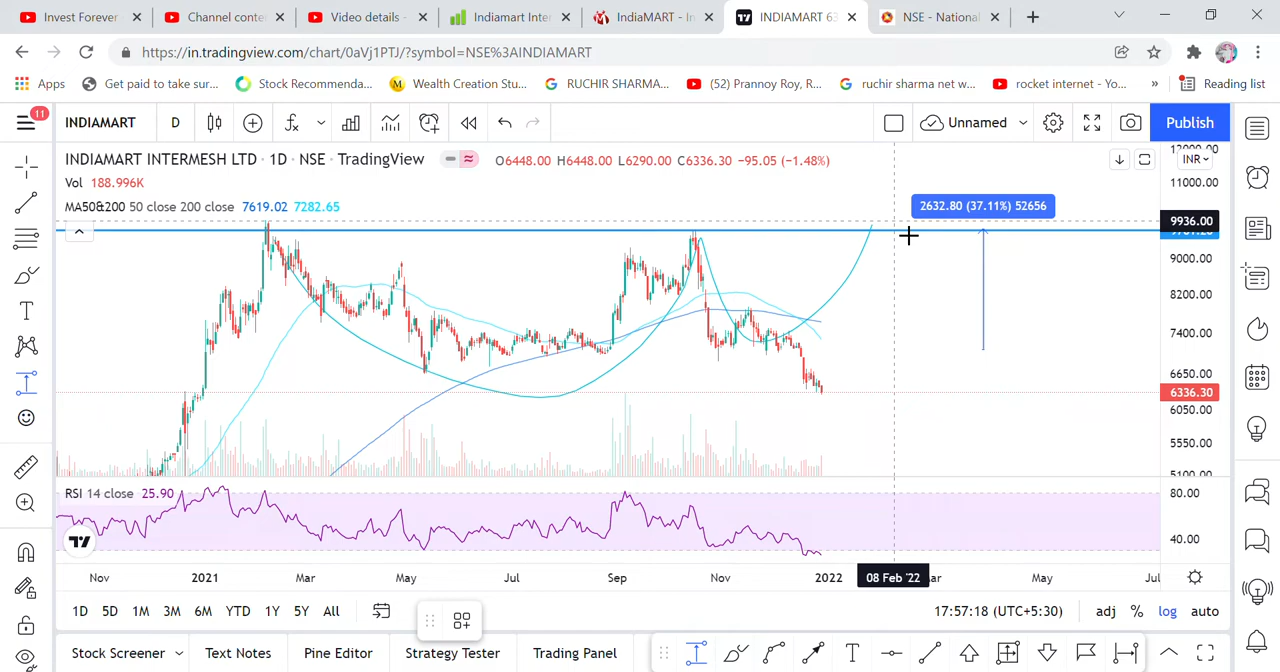 Invest Forever
Channel conte
Video details -
Indiamart Inter
IndiaMART - In
INDIAMART 63
NSE - National
https://in.tradingview.com/chart/0aVj1PTJ/?symbol=NSE%3AINDIAMART
Apps
Get paid to take sur...
Stock Recommenda...
Wealth Creation Stu...
RUCHIR SHARMA...
(52) Prannoy Roy, R...
ruchir sharma net w...
rocket internet - Yo...
»
Reading list
11
INDIAMART
D
Unnamed
Publish
INDIAMART INTERMESH LTD · 1D · NSE · TradingView
O6448.00 H6448.00 L6290.00 C6336.30 −95.05 (−1.48%)
INR
Vol 188.996K
MA50&200 50 close 200 close 7619.02 7282.65
2632.80 (37.11%) 52656
12000.00
11000.00
9936.00
9000.00
8200.00
7400.00
6650.00
6336.30
6050.00
5550.00
5100.00
RSI 14 close 25.90
80.00
40.00
Nov
2021
Mar
May
Jul
Sep
Nov
2022
08 Feb '22
May
Jul
1D 5D 1M 3M 6M YTD 1Y 5Y All
17:57:18 (UTC+5:30)
adj % log auto
Stock Screener
Text Notes
Pine Editor
Strategy Tester
Trading Panel